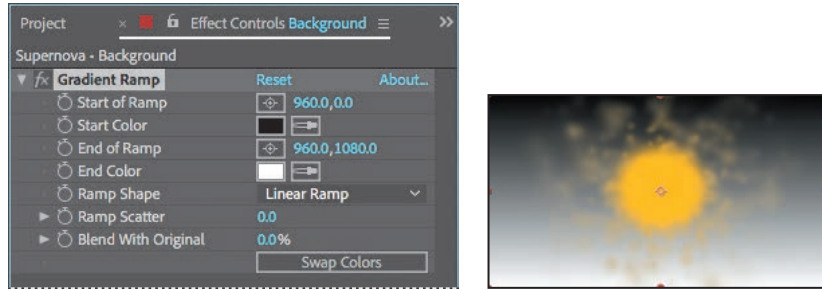 Project × Effect Controls Background ≡ »
Supernova - Background
fx Gradient Ramp Reset About...
Start of Ramp 960.0,0.0
Start Color
End of Ramp 960.0,1080.0
End Color
Ramp Shape Linear Ramp
Ramp Scatter 0.0
Blend With Original 0.0%
Swap Colors